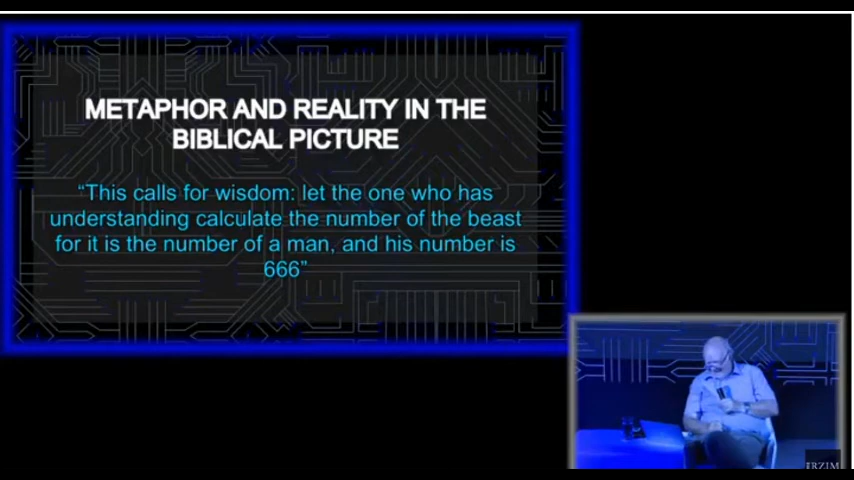 METAPHOR AND REALITY IN THE
BIBLICAL PICTURE
“This calls for wisdom: let the one who has
understanding calculate the number of the beast
for it is the number of a man, and his number is
666”
RZIM